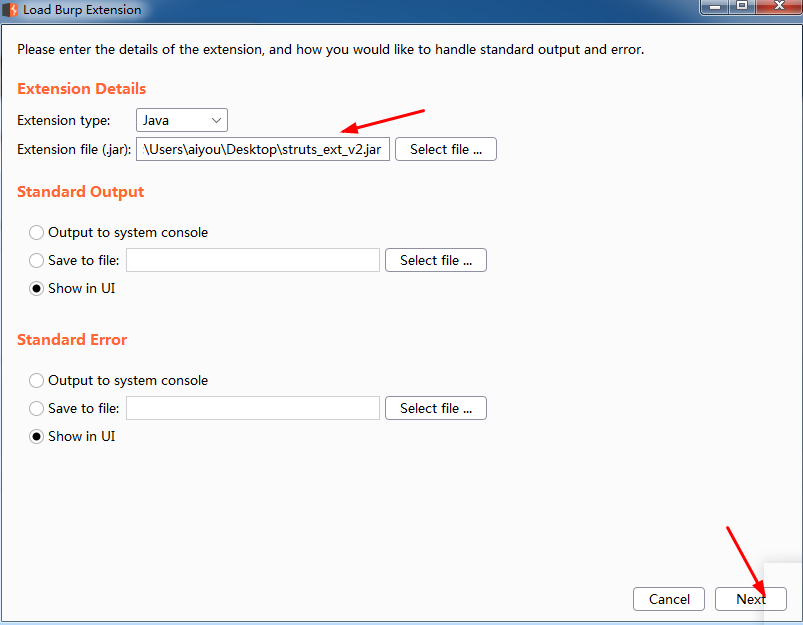 Load Burp Extension
Please enter the details of the extension, and how you would like to handle standard output and error.
Extension Details
Extension type: Java
Extension file (.jar): :\Users\aiyou\Desktop\struts_ext_v2.jar Select file ...
Standard Output
Output to system console
Save to file: Select file ...
Show in UI
Standard Error
Output to system console
Save to file: Select file ...
Show in UI
Cancel Next